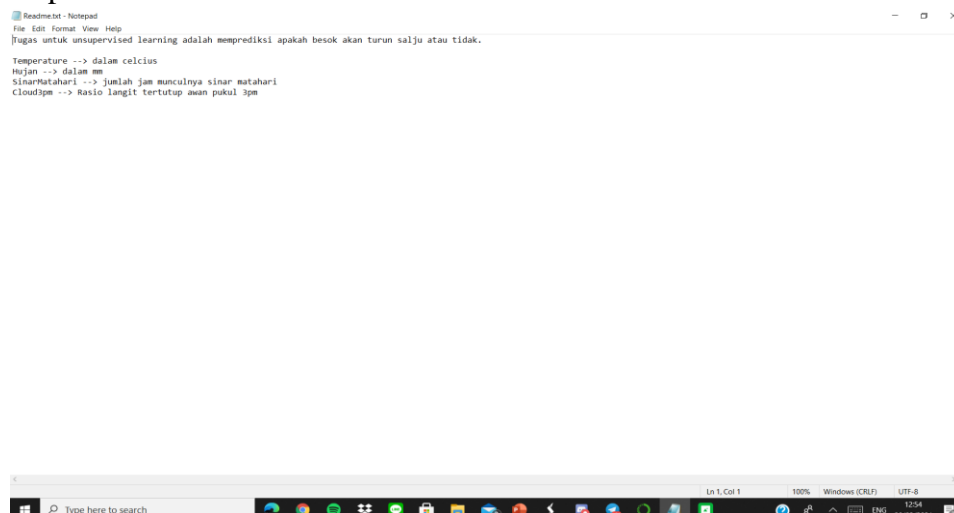 Readme.txt - Notepad
File Edit Format View Help
Tugas untuk unsupervised learning adalah memprediksi apakah besok akan turun salju atau tidak.
Temperature --> dalam celcius
Hujan --> dalam mm
SinarMatahari --> jumlah jam munculnya sinar matahari
Cloud3pm --> Rasio langit tertutup awan pukul 3pm
Ln 1, Col 1 100% Windows (CRLF) UTF-8
Type here to search
ENG 12:54